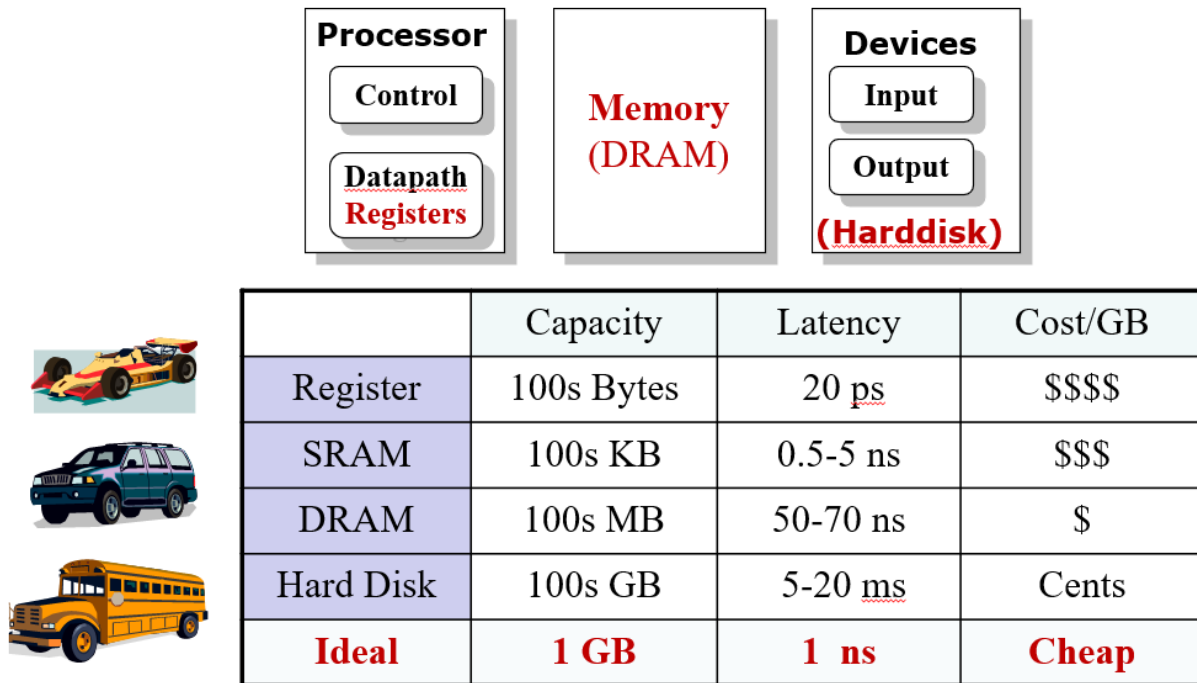 Processor
Control
Datapath
Registers
Memory
(DRAM)
Devices
Input
Output
(Harddisk)
Capacity Latency Cost/GB
Register 100s Bytes 20 ps $$$$
SRAM 100s KB 0.5-5 ns $$$
DRAM 100s MB 50-70 ns $
Hard Disk 100s GB 5-20 ms Cents
Ideal 1 GB 1 ns Cheap